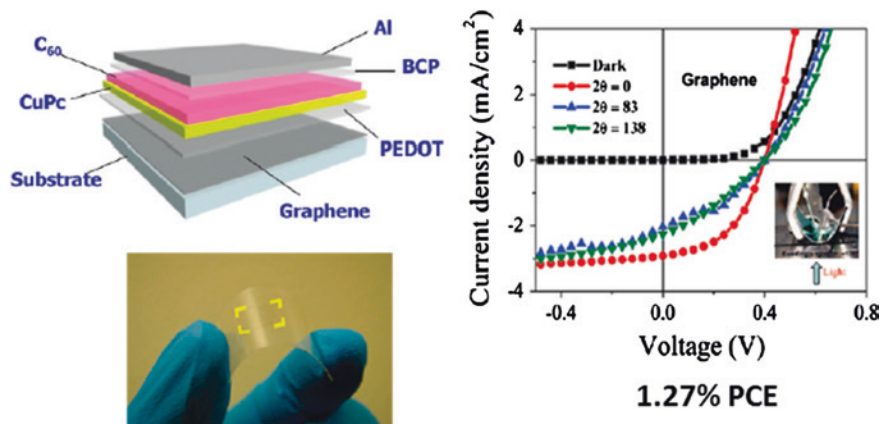 C60
Al
BCP
CuPc
PEDOT
Substrate
Graphene
Current density (mA/cm²)
4
2
0
-2
-4
Dark
2θ = 0
2θ = 83
2θ = 138
Graphene
Light
-0.4
0.0
0.4
0.8
Voltage (V)
1.27% PCE